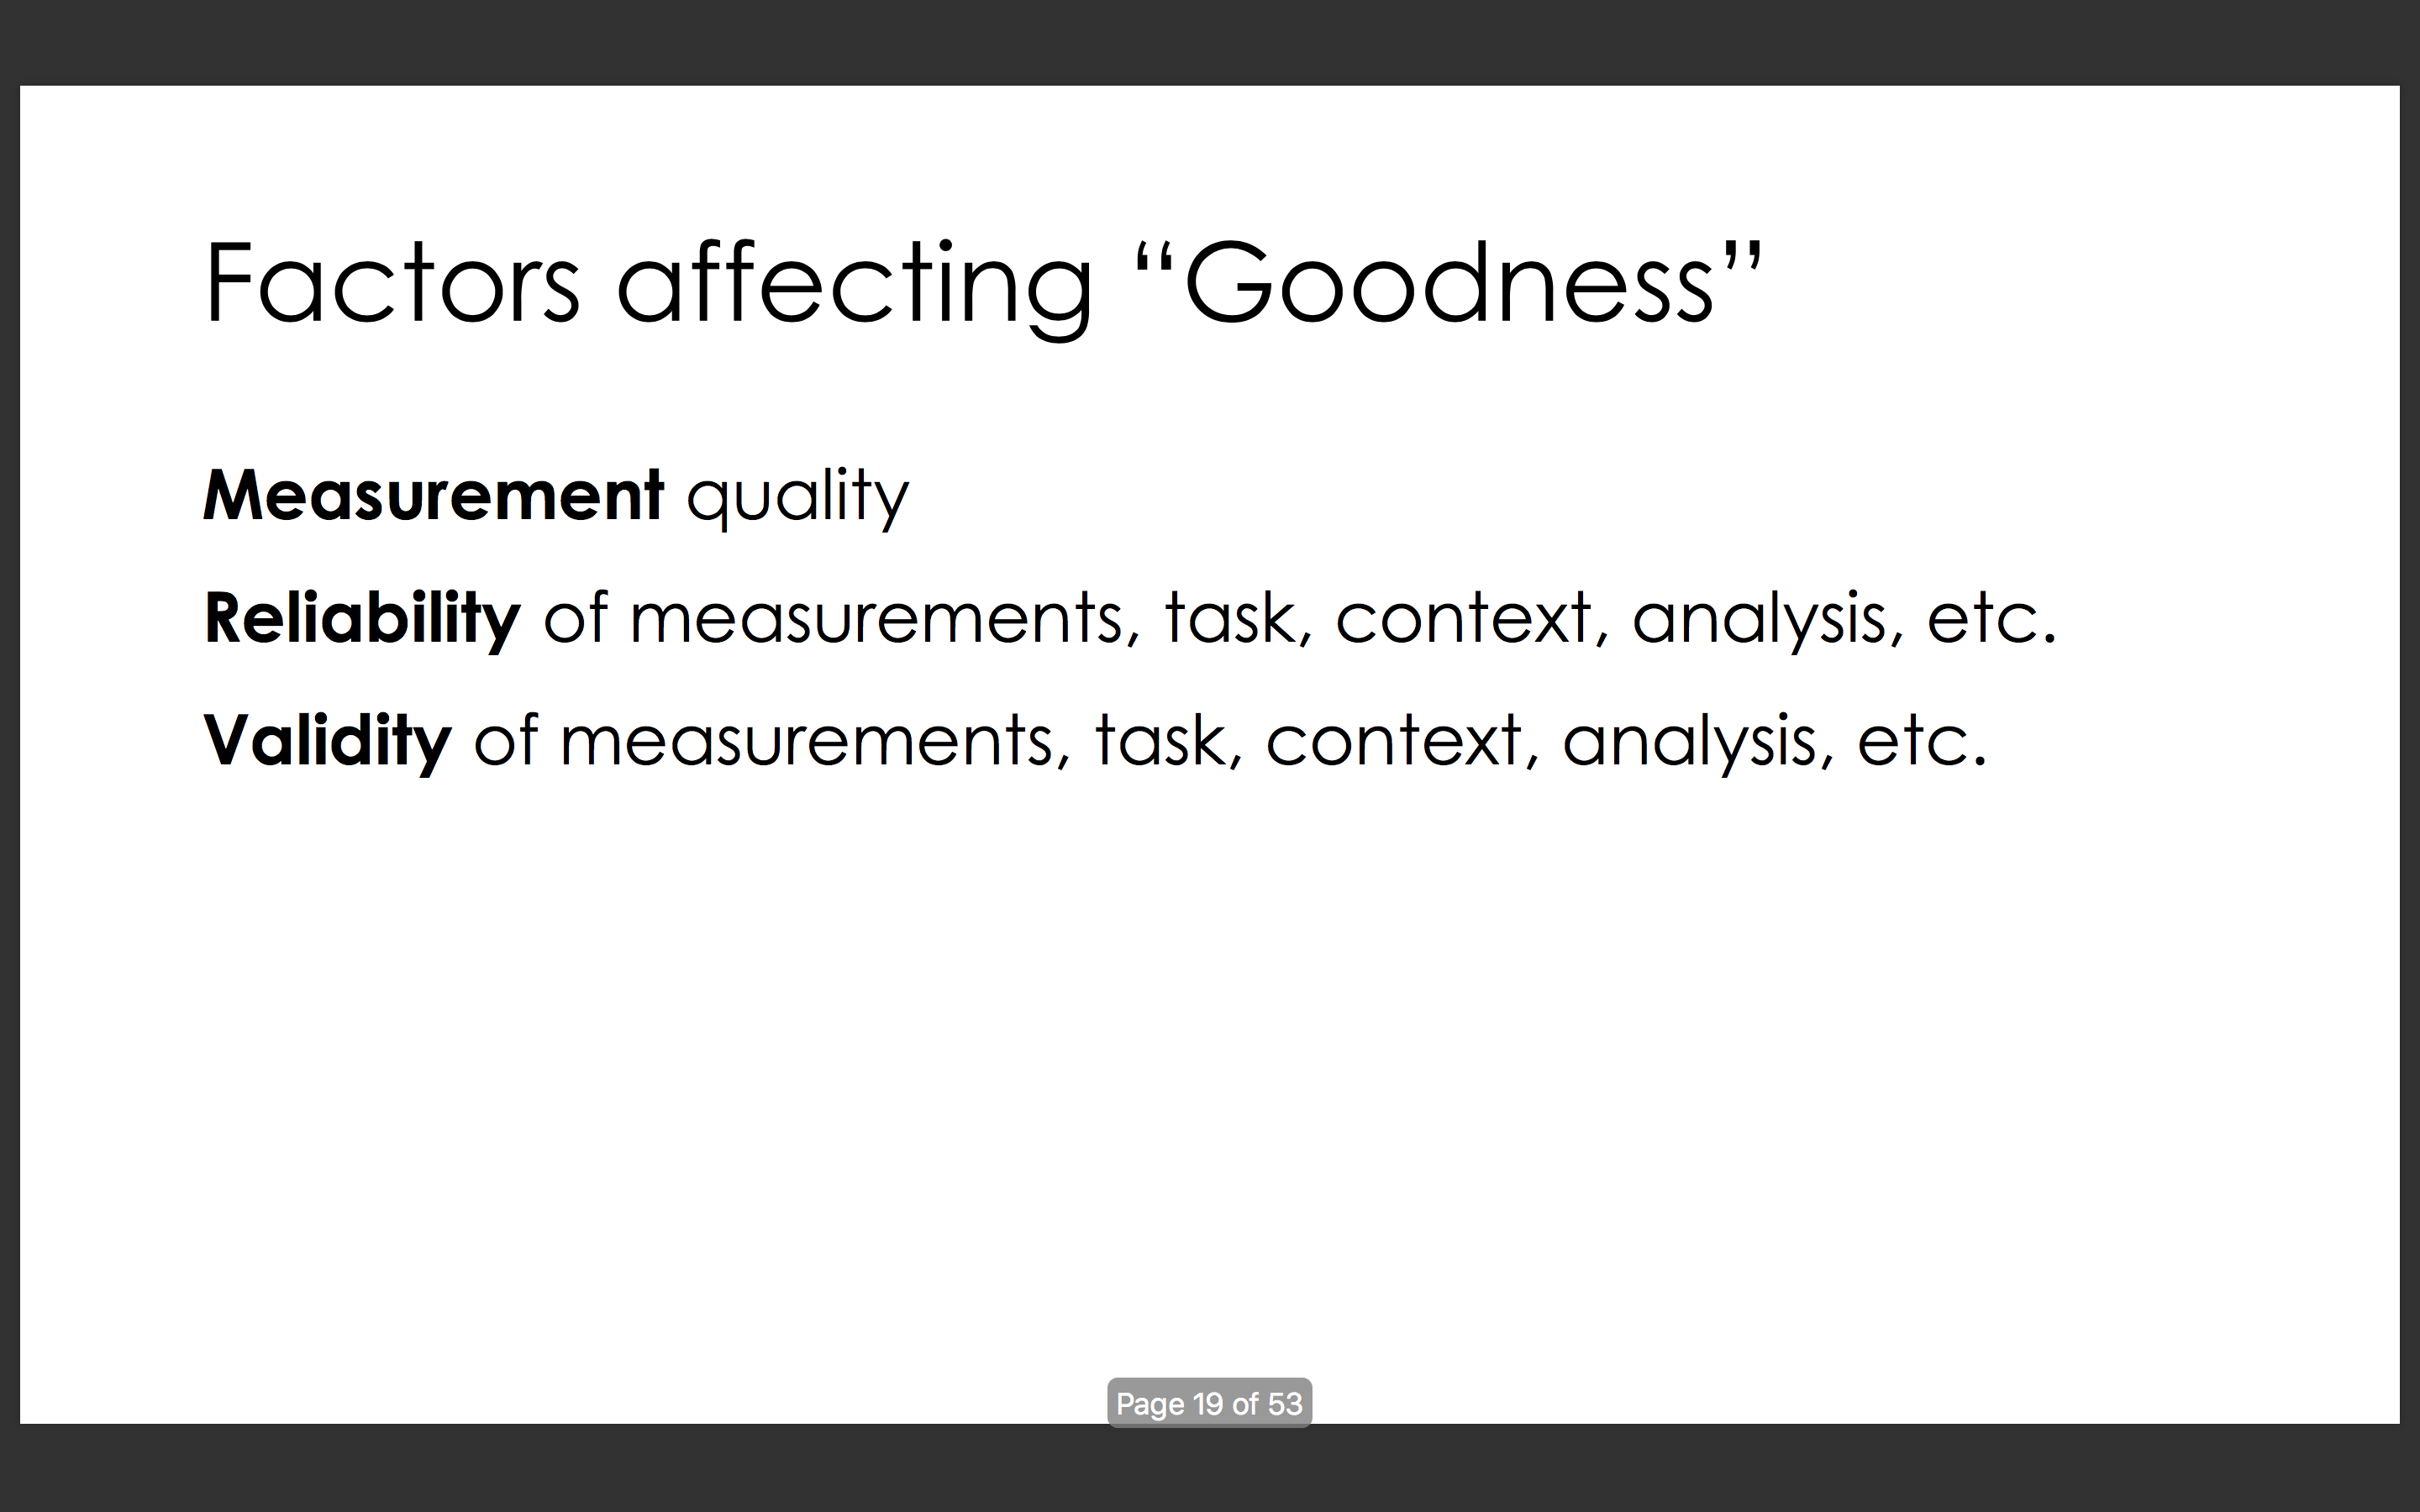 Factors affecting “Goodness”
Measurement quality
Reliability of measurements, task, context, analysis, etc.
Validity of measurements, task, context, analysis, etc.
Page 19 of 53